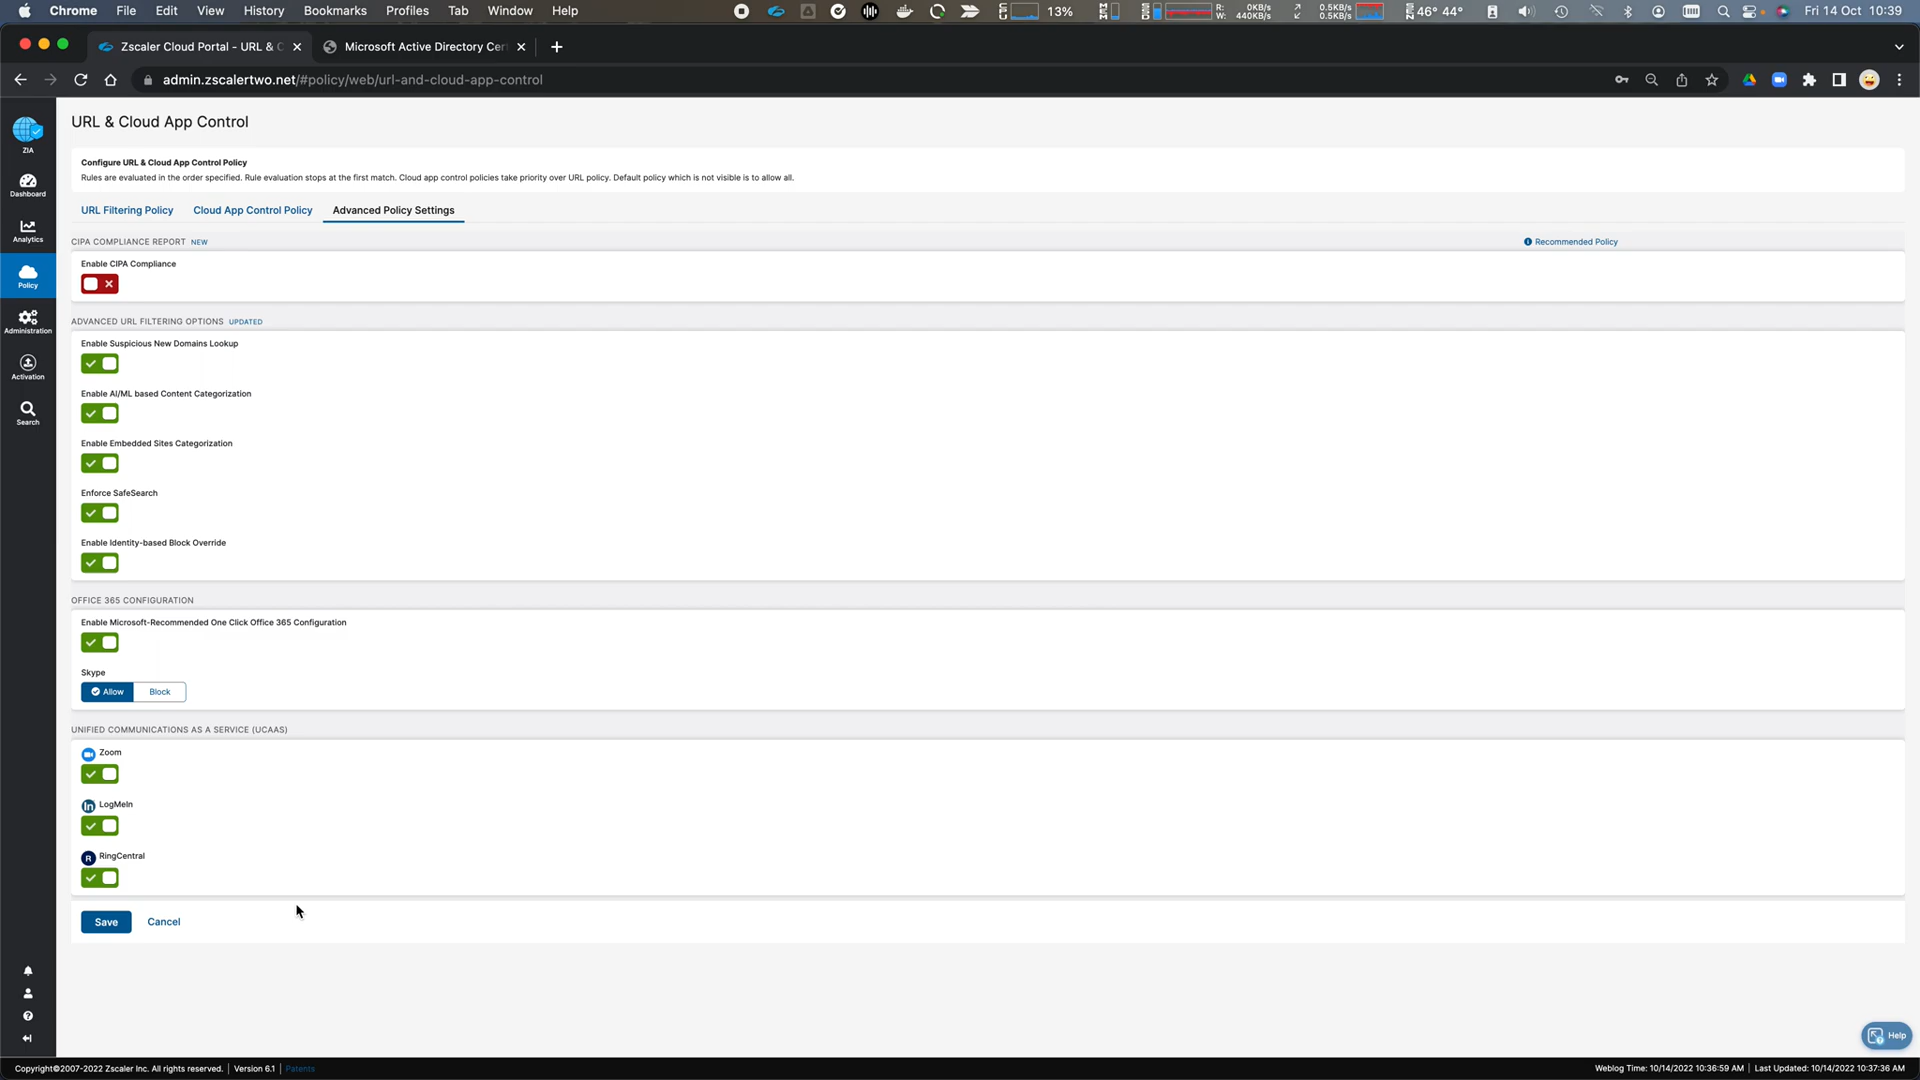 Chrome File Edit View History Bookmarks Profiles Tab Window Help 13% R: 0KB/s W: 440KB/s 0.5KB/s 0.5KB/s 46° 44° Fri 14 Oct 10:39
Zscaler Cloud Portal - URL & C Microsoft Active Directory Cer
admin.zscalertwo.net/#policy/web/url-and-cloud-app-control
ZIA
Dashboard
Analytics
Policy
Administration
Activation
Search
URL & Cloud App Control
Configure URL & Cloud App Control Policy
Rules are evaluated in the order specified. Rule evaluation stops at the first match. Cloud app control policies take priority over URL policy. Default policy which is not visible is to allow all.
URL Filtering Policy Cloud App Control Policy Advanced Policy Settings
CIPA COMPLIANCE REPORT NEW Recommended Policy
Enable CIPA Compliance
ADVANCED URL FILTERING OPTIONS UPDATED
Enable Suspicious New Domains Lookup
Enable AI/ML based Content Categorization
Enable Embedded Sites Categorization
Enforce SafeSearch
Enable Identity-based Block Override
OFFICE 365 CONFIGURATION
Enable Microsoft-Recommended One Click Office 365 Configuration
Skype
Allow Block
UNIFIED COMMUNICATIONS AS A SERVICE (UCAAS)
Zoom
LogMeIn
RingCentral
Save Cancel
Help
Copyright©2007-2022 Zscaler Inc. All rights reserved. | Version 6.1 | Patents Weblog Time: 10/14/2022 10:36:59 AM | Last Updated: 10/14/2022 10:37:36 AM